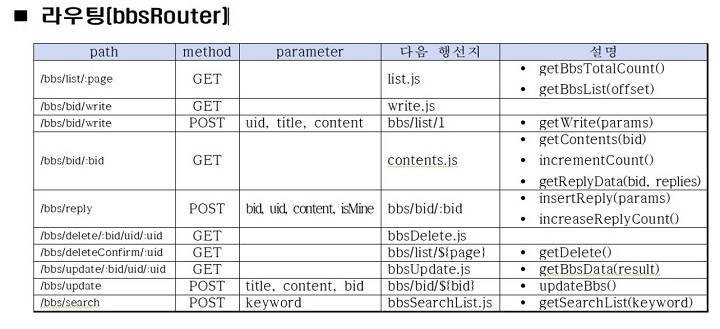 ■ 라우팅(bbsRouter)
path method parameter 다음 행선지 설명
/bbs/list/:page GET list.js • getBbsTotalCount()
• getBbsList(offset)
/bbs/bid/write GET write.js
/bbs/bid/write POST uid, title, content bbs/list/1 • getWrite(params)
/bbs/bid/:bid GET contents.js • getContents(bid)
• incrementCount()
• getReplyData(bid, replies)
/bbs/reply POST bid, uid, content, isMine bbs/bid/:bid • insertReply(params)
• increaseReplyCount()
/bbs/delete/:bid/uid/:uid GET bbsDelete.js
/bbs/deleteConfirm/:uid GET bbs/list/${page} • getDelete()
/bbs/update/:bid/uid/:uid GET bbsUpdate.js • getBbsData(result)
/bbs/update POST title, content, bid bbs/bid/${bid} • updateBbs()
/bbs/search POST keyword bbsSearchList.js • getSearchList(keyword)